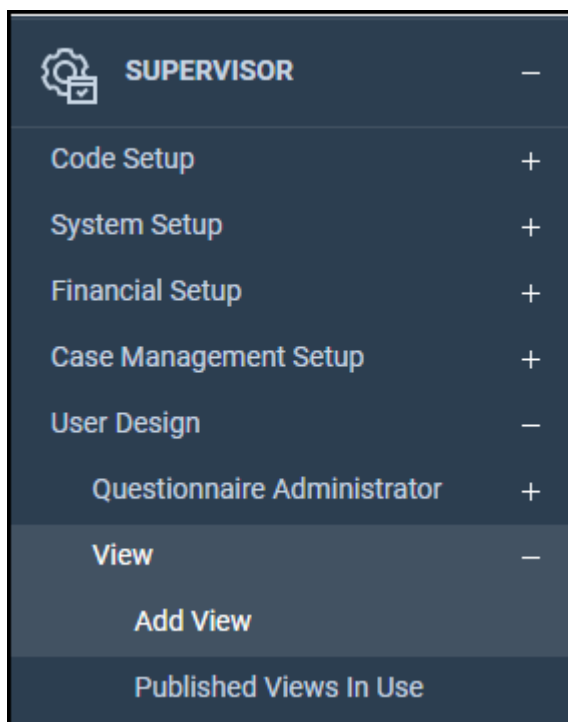 SUPERVISOR −
Code Setup +
System Setup +
Financial Setup +
Case Management Setup +
User Design −
Questionnaire Administrator +
View −
Add View
Published Views In Use